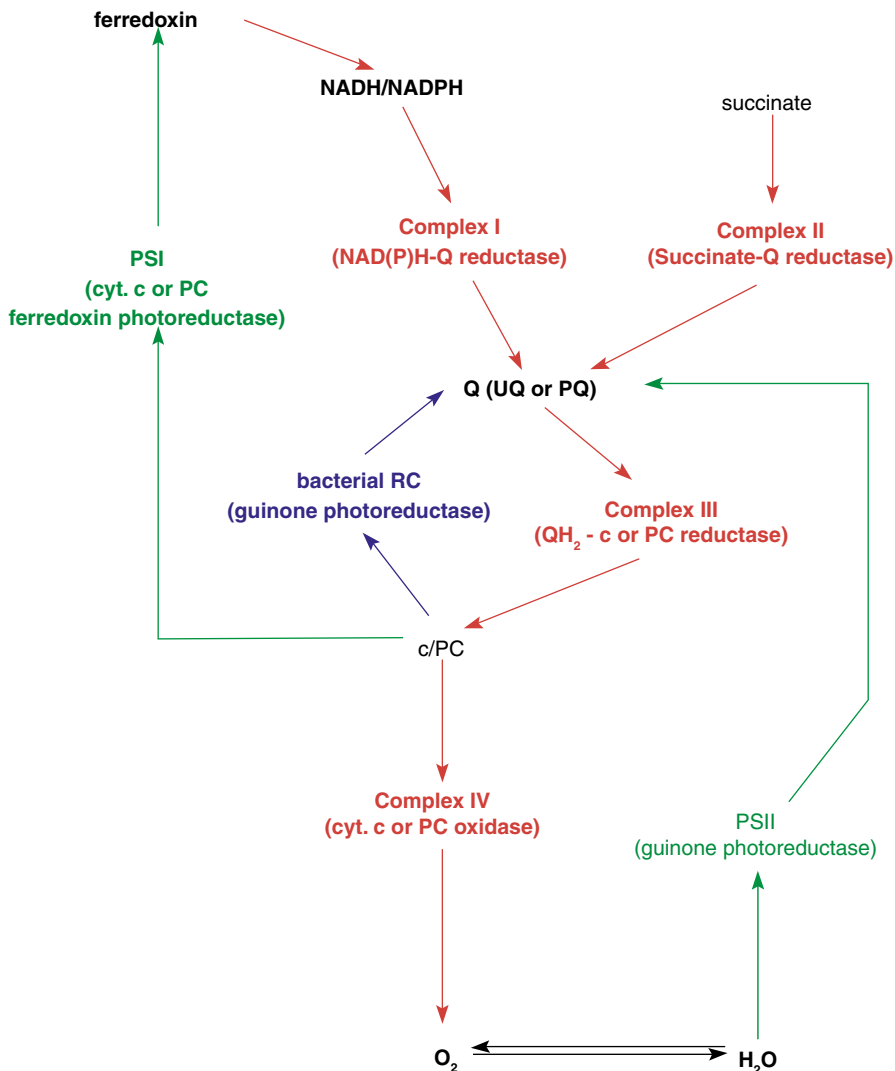 ferredoxin
NADH/NADPH
succinate
Complex I
(NAD(P)H-Q reductase)
Complex II
(Succinate-Q reductase)
PSI
(cyt. c or PC
ferredoxin photoreductase)
Q (UQ or PQ)
bacterial RC
(guinone photoreductase)
Complex III
(QH₂ - c or PC reductase)
c/PC
Complex IV
(cyt. c or PC oxidase)
PSII
(guinone photoreductase)
O₂
H₂O